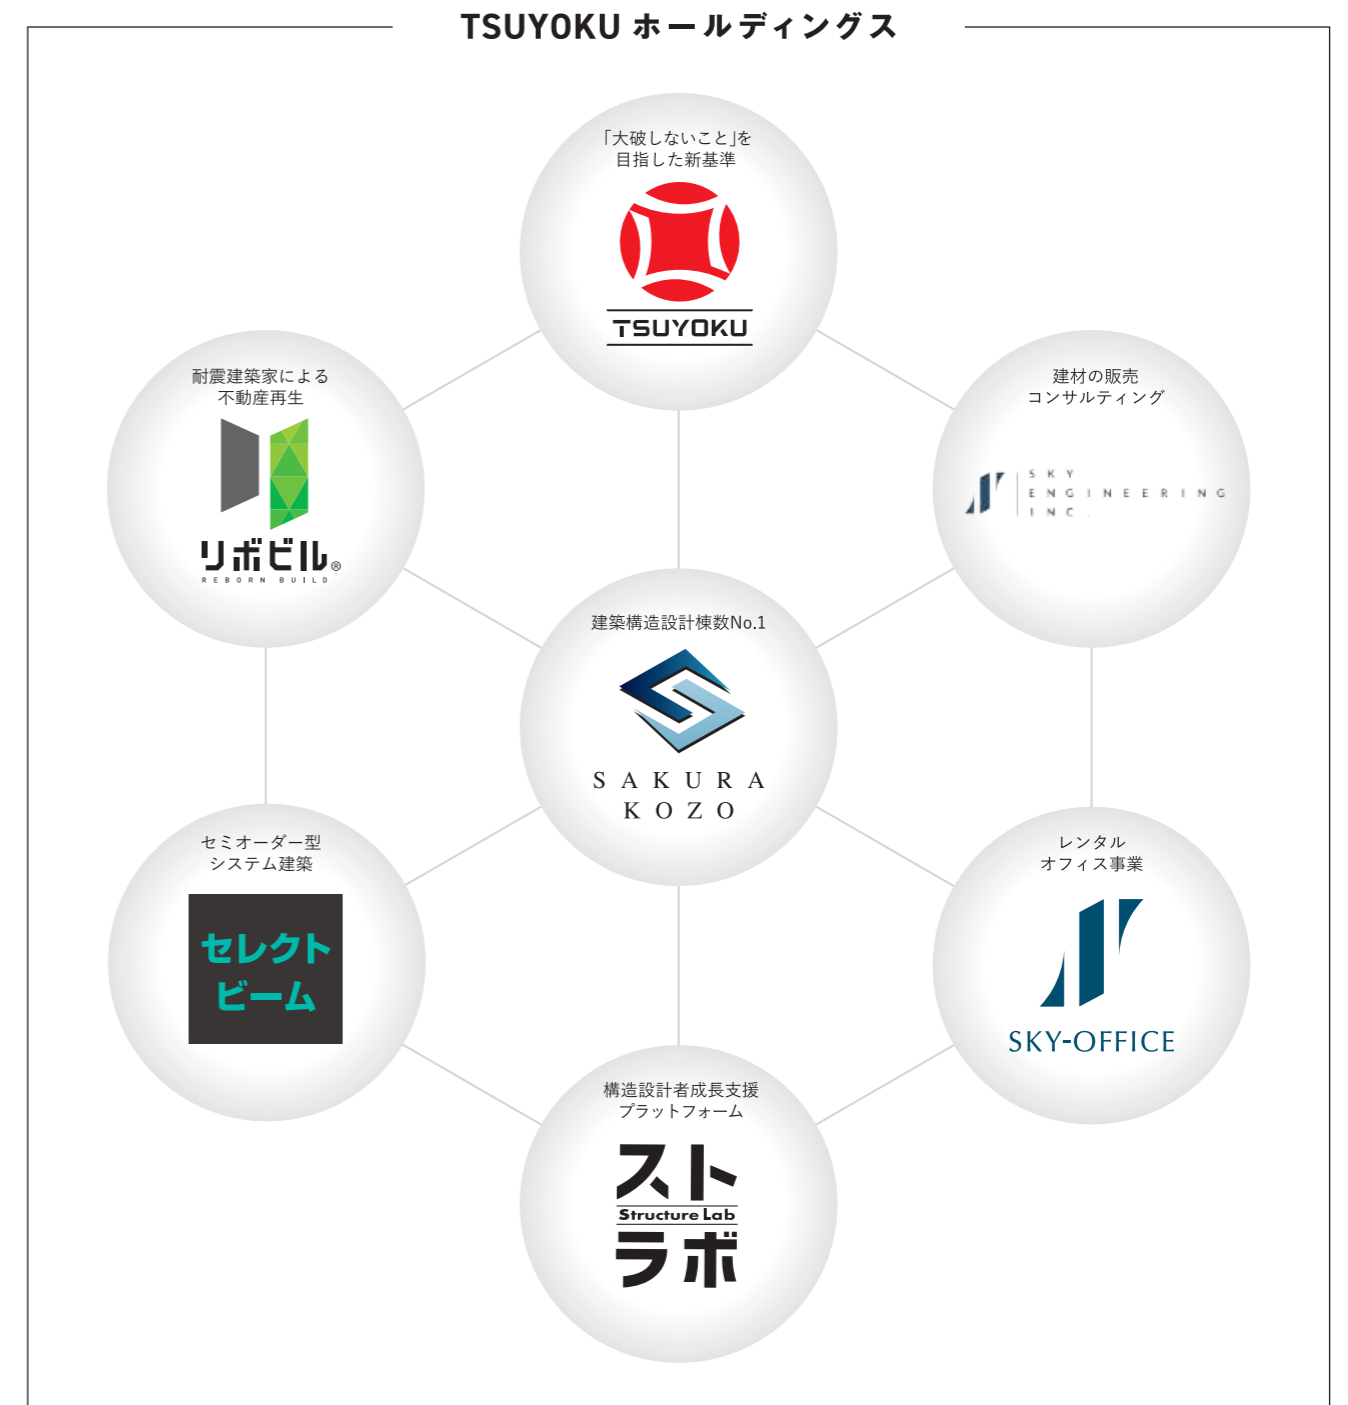 TSUYOKU ホールディングス
「大破しないこと」を
目指した新基準
TSUYOKU
耐震建築家による
不動産再生
リボビル®
REBORN BUILD
建材の販売
コンサルティング
SKY
ENGINEERING
INC.
建築構造設計棟数No.1
SAKURA
KOZO
セミオーダー型
システム建築
セレクト
ビーム
レンタル
オフィス事業
SKY-OFFICE
構造設計者成長支援
プラットフォーム
スト
Structure Lab
ラボ